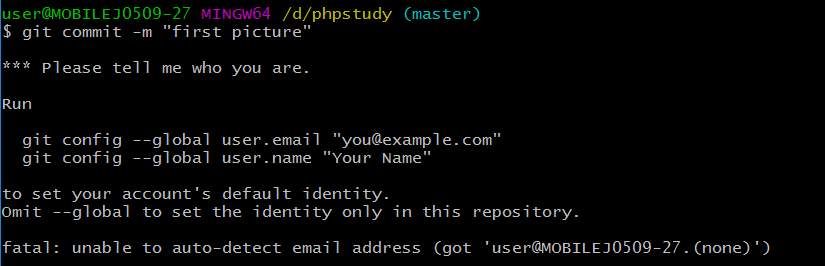 user@MOBILEJ0509-27 MINGW64 /d/phpstudy (master)
$ git commit -m "first picture"
*** Please tell me who you are.
Run
git config --global user.email "you@example.com"
git config --global user.name "Your Name"
to set your account's default identity.
Omit --global to set the identity only in this repository.
fatal: unable to auto-detect email address (got 'user@MOBILEJ0509-27.(none)')